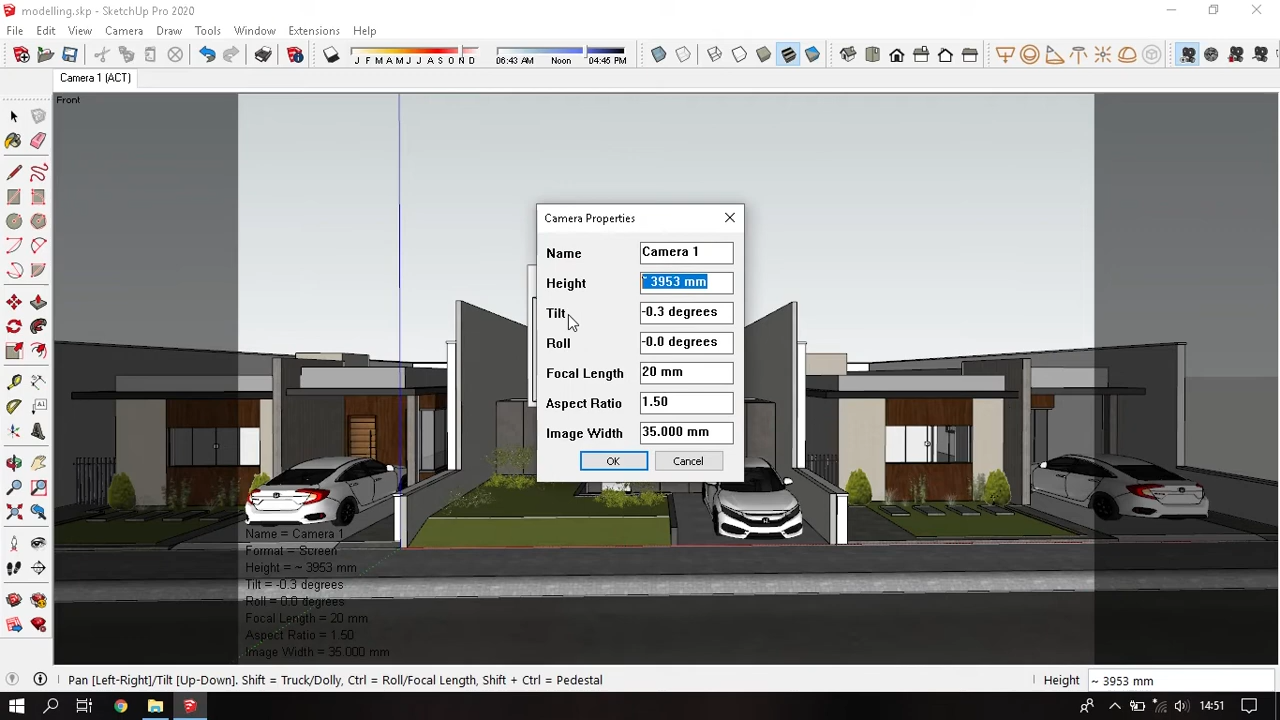 modelling.skp - SketchUp Pro 2020
File Edit View Camera Draw Tools Window Extensions Help
J F M A M J J A S O N D 06:43 AM Noon 04:45 PM
Camera 1 (ACT)
Front
Camera Properties
Name Camera 1
Height ~ 3953 mm
Tilt -0.3 degrees
Roll -0.0 degrees
Focal Length 20 mm
Aspect Ratio 1.50
Image Width 35.000 mm
OK Cancel
Name = Camera 1
Format = Screen
Height = ~ 3953 mm
Tilt = -0.3 degrees
Roll = 0.0 degrees
Focal Length = 20 mm
Aspect Ratio = 1.50
Image Width = 35.000 mm
Pan [Left-Right]/Tilt [Up-Down]. Shift = Truck/Dolly, Ctrl = Roll/Focal Length, Shift + Ctrl = Pedestal Height ~ 3953 mm
14:51